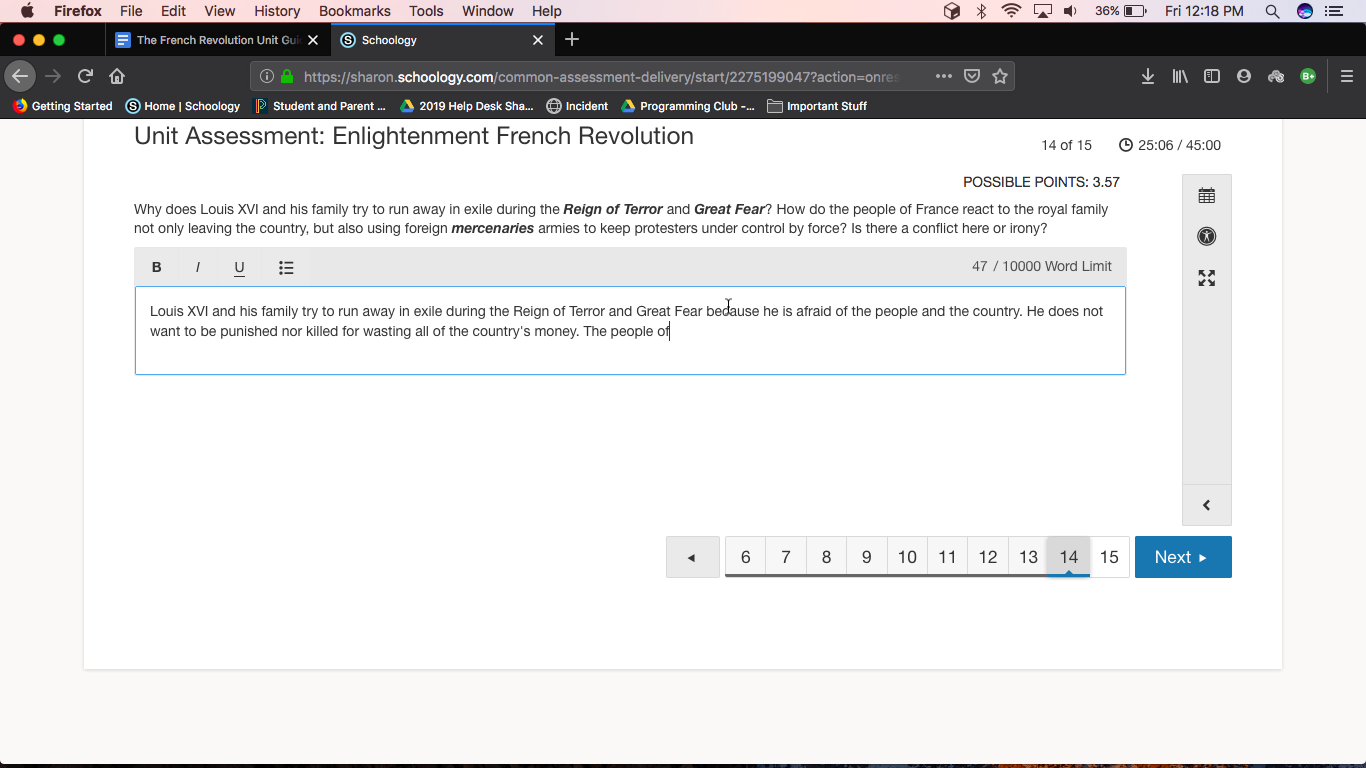 Firefox File Edit View History Bookmarks Tools Window Help 36% Fri 12:18 PM
The French Revolution Unit Gui Schoology
https://sharon.schoology.com/common-assessment-delivery/start/2275199047?action=onres
Getting Started Home | Schoology Student and Parent ... 2019 Help Desk Sha... Incident Programming Club -... Important Stuff
Unit Assessment: Enlightenment French Revolution
14 of 15 25:06 / 45:00
POSSIBLE POINTS: 3.57
Why does Louis XVI and his family try to run away in exile during the Reign of Terror and Great Fear? How do the people of France react to the royal family
not only leaving the country, but also using foreign mercenaries armies to keep protesters under control by force? Is there a conflict here or irony?
B I U 47 / 10000 Word Limit
Louis XVI and his family try to run away in exile during the Reign of Terror and Great Fear because he is afraid of the people and the country. He does not
want to be punished nor killed for wasting all of the country's money. The people of
6 7 8 9 10 11 12 13 14 15 Next